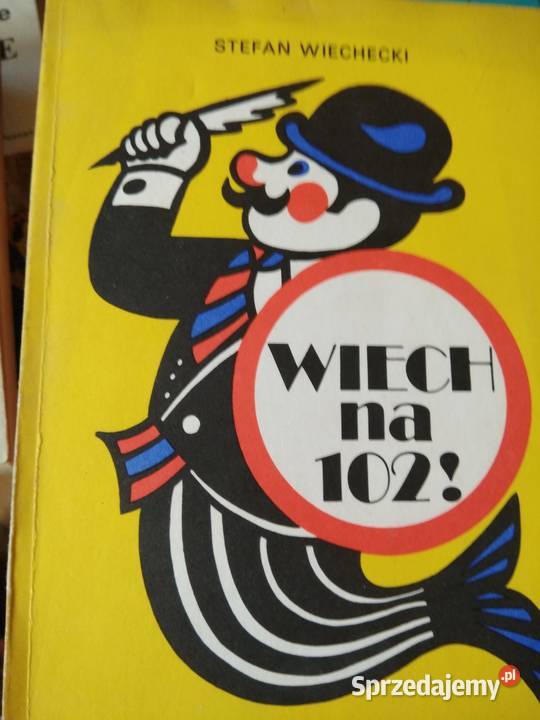 STEFAN WIECHECKI
WIECH
na
102!
e
E
Sprzedajemy.pl